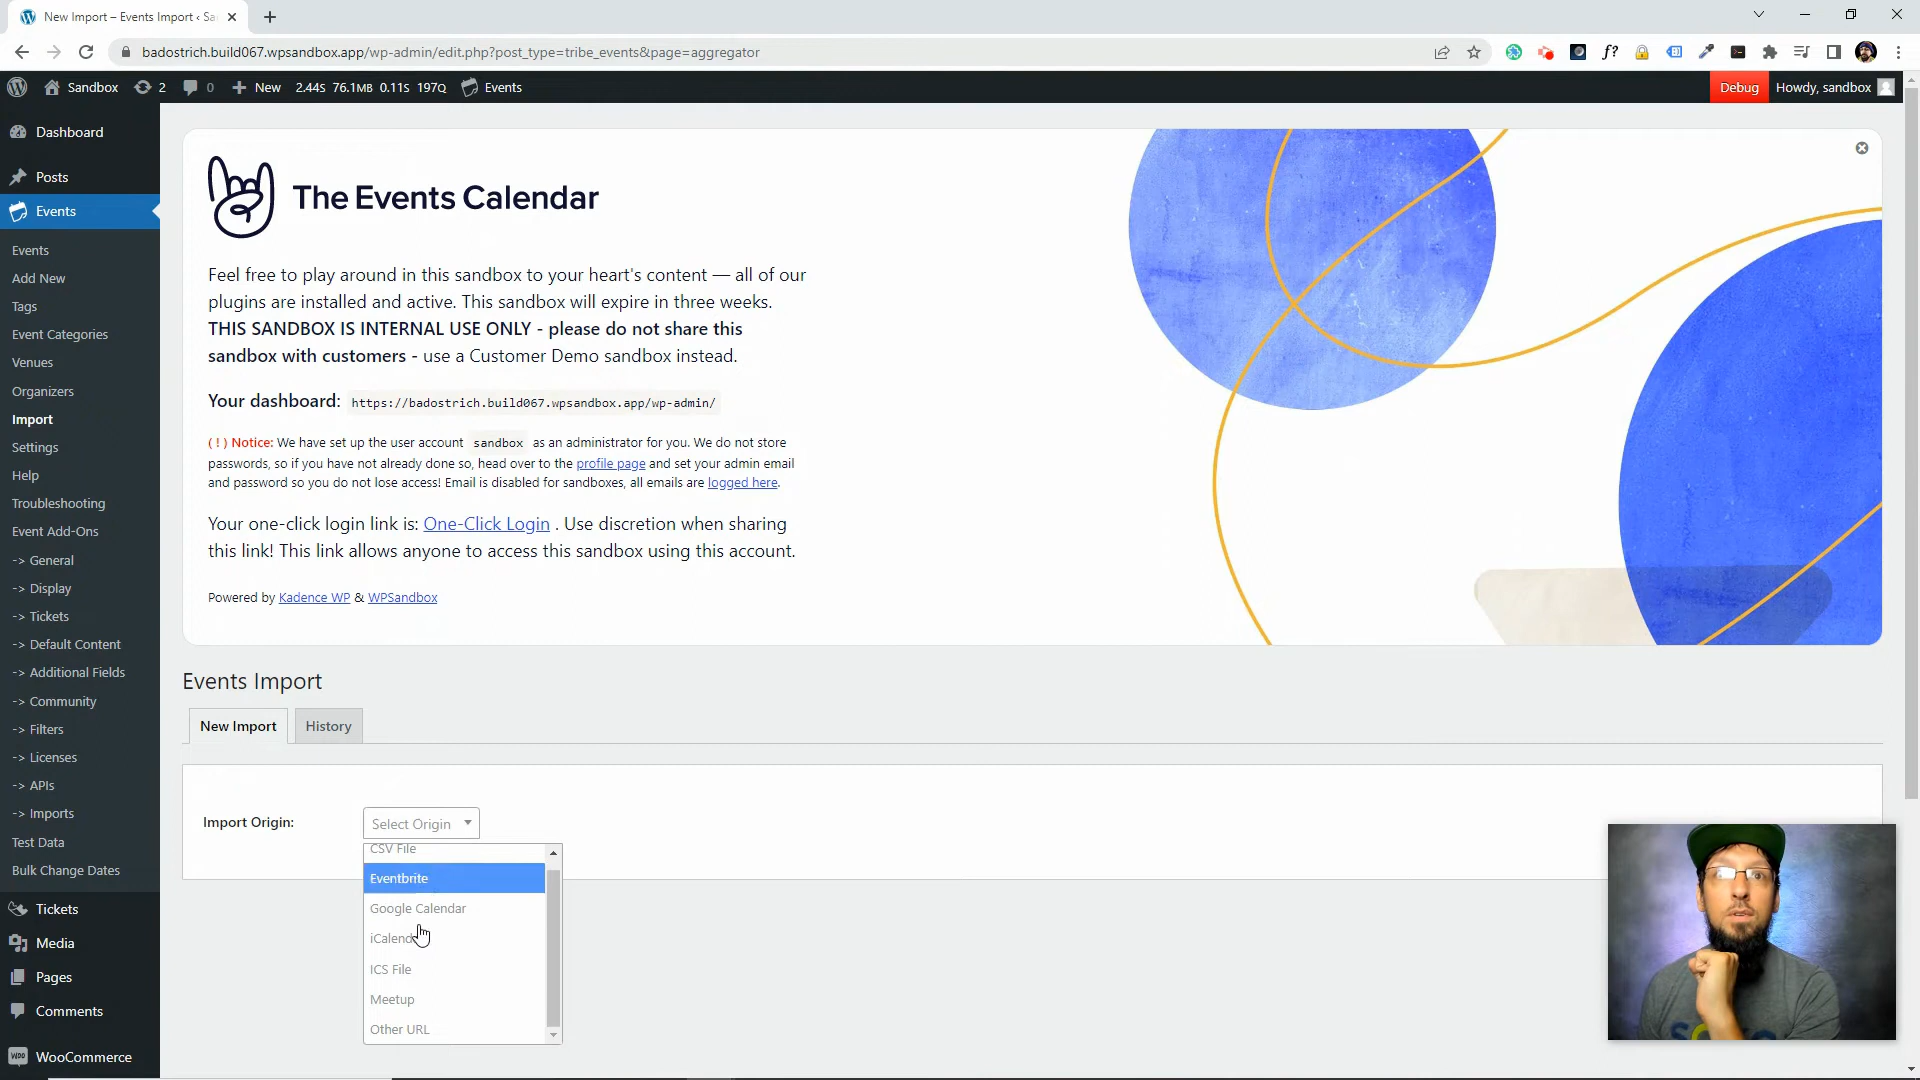 New Import – Events Import ‹ Sa
badostrich.build067.wpsandbox.app/wp-admin/edit.php?post_type=tribe_events&page=aggregator
f?
Sandbox
2
0
New
2.44S 76.1MB 0.11S 197Q
Events
Debug
Howdy, sandbox
Dashboard
Posts
Events
Events
Add New
Tags
Event Categories
Venues
Organizers
Import
Settings
Help
Troubleshooting
Event Add-Ons
-> General
-> Display
-> Tickets
-> Default Content
-> Additional Fields
-> Community
-> Filters
-> Licenses
-> APIs
-> Imports
Test Data
Bulk Change Dates
Tickets
Media
Pages
Comments
WOO WooCommerce
The Events Calendar
Feel free to play around in this sandbox to your heart's content — all of our
plugins are installed and active. This sandbox will expire in three weeks.
THIS SANDBOX IS INTERNAL USE ONLY - please do not share this
sandbox with customers - use a Customer Demo sandbox instead.
Your dashboard: https://badostrich.build067.wpsandbox.app/wp-admin/
( ! ) Notice: We have set up the user account sandbox as an administrator for you. We do not store
passwords, so if you have not already done so, head over to the profile page and set your admin email
and password so you do not lose access! Email is disabled for sandboxes, all emails are logged here.
Your one-click login link is: One-Click Login . Use discretion when sharing
this link! This link allows anyone to access this sandbox using this account.
Powered by Kadence WP & WPSandbox
Events Import
New Import
History
Import Origin:
Select Origin
CSV File
Eventbrite
Google Calendar
iCalend
ICS File
Meetup
Other URL